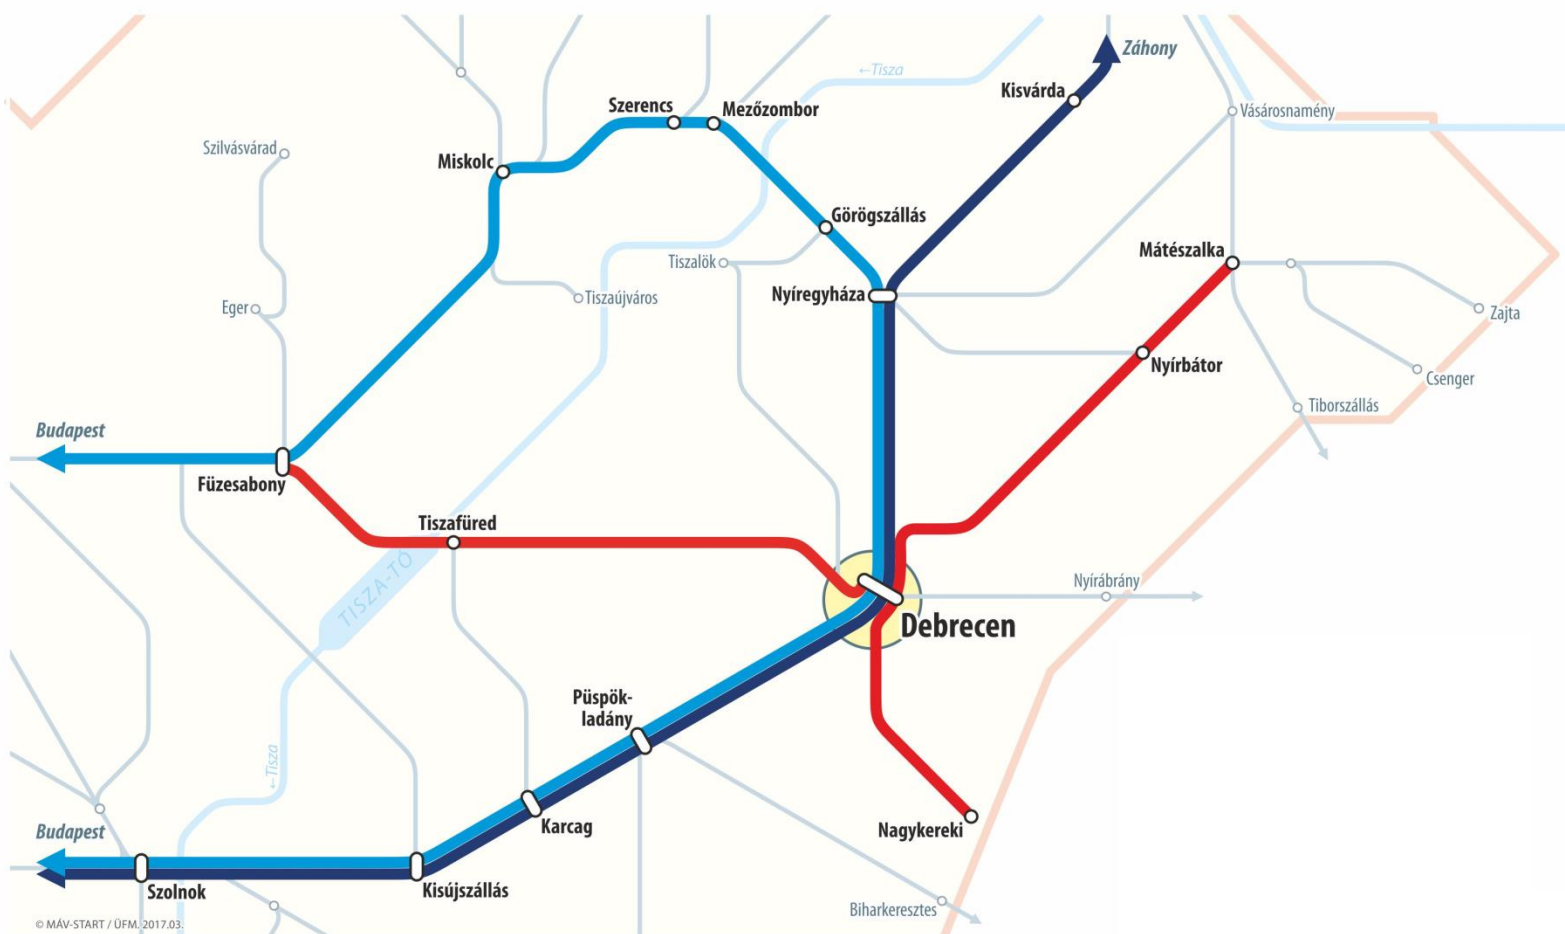 Záhony
←Tisza
Kisvárda
Szerencs
Mezőzombor
Vásárosnamény
Szilvásvárad
Miskolc
Görögszállás
Mátészalka
Tiszalök
Nyíregyháza
Tiszaújváros
Eger
Zajta
Nyírbátor
Csenger
Tiborszállás
Budapest
Füzesabony
Tiszafüred
TISZA-TÓ
Nyírábrány
Debrecen
Püspök-
ladány
←Tisza
Karcag
Nagykereki
Budapest
Szolnok
Kisújszállás
Biharkeresztes
© MÁV-START / ÜFM. 2017.03.